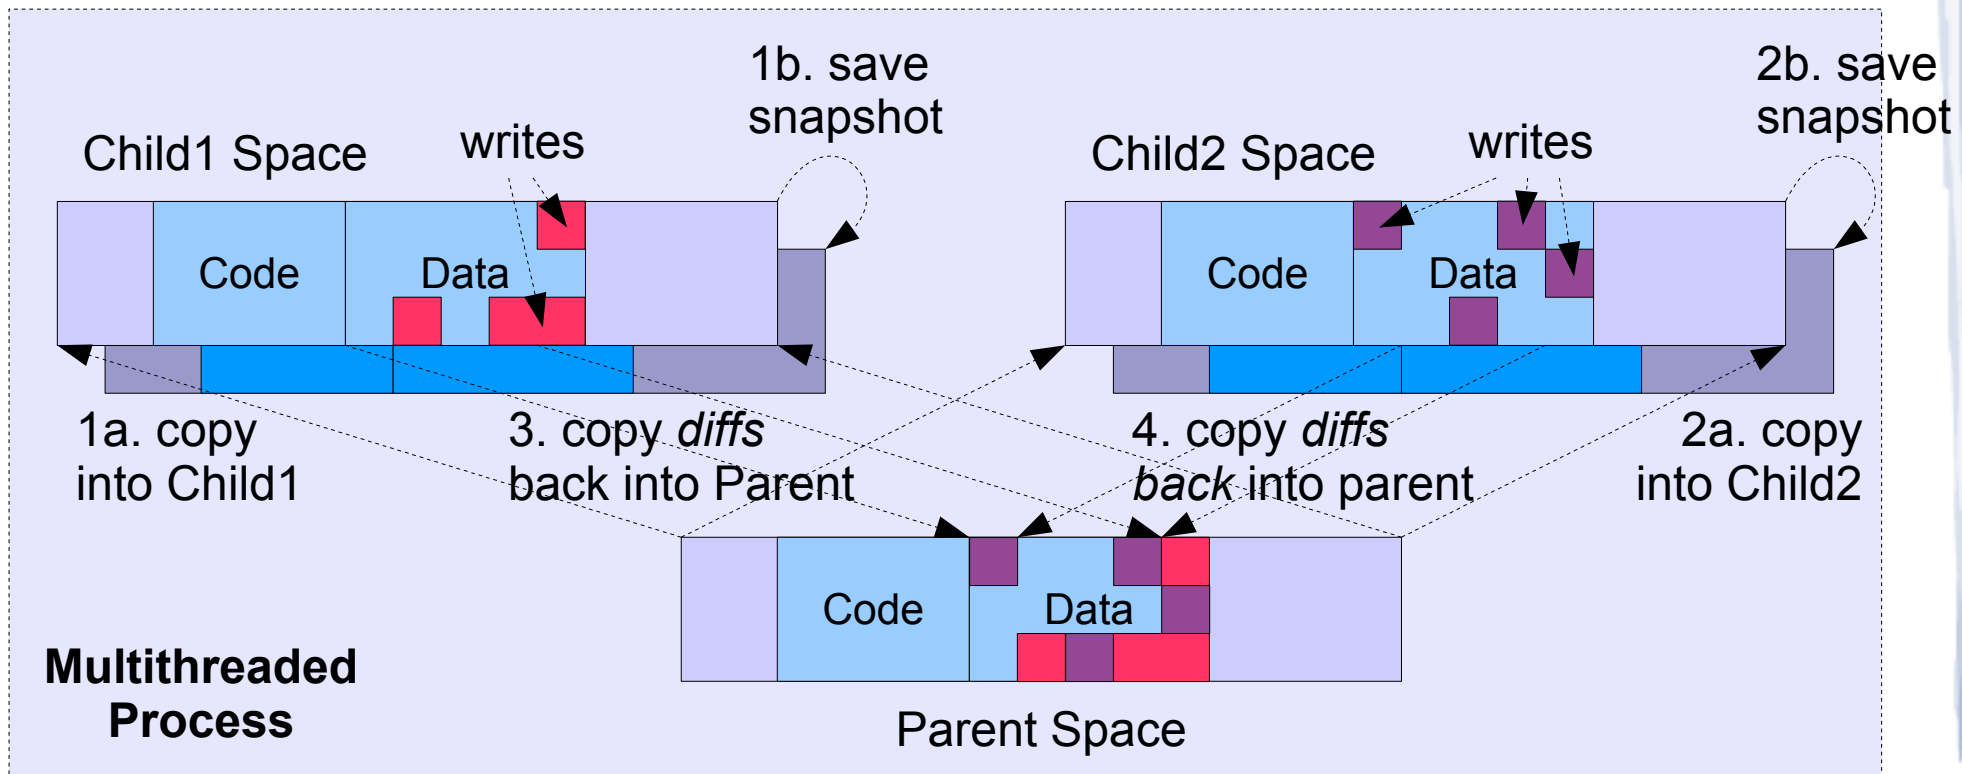 1b. save
snapshot
2b. save
snapshot
Child1 Space
writes
Child2 Space
writes
Code
Data
Code
Data
1a. copy
into Child1
3. copy diffs
back into Parent
4. copy diffs
back into parent
2a. copy
into Child2
Code
Data
Multithreaded
Process
Parent Space